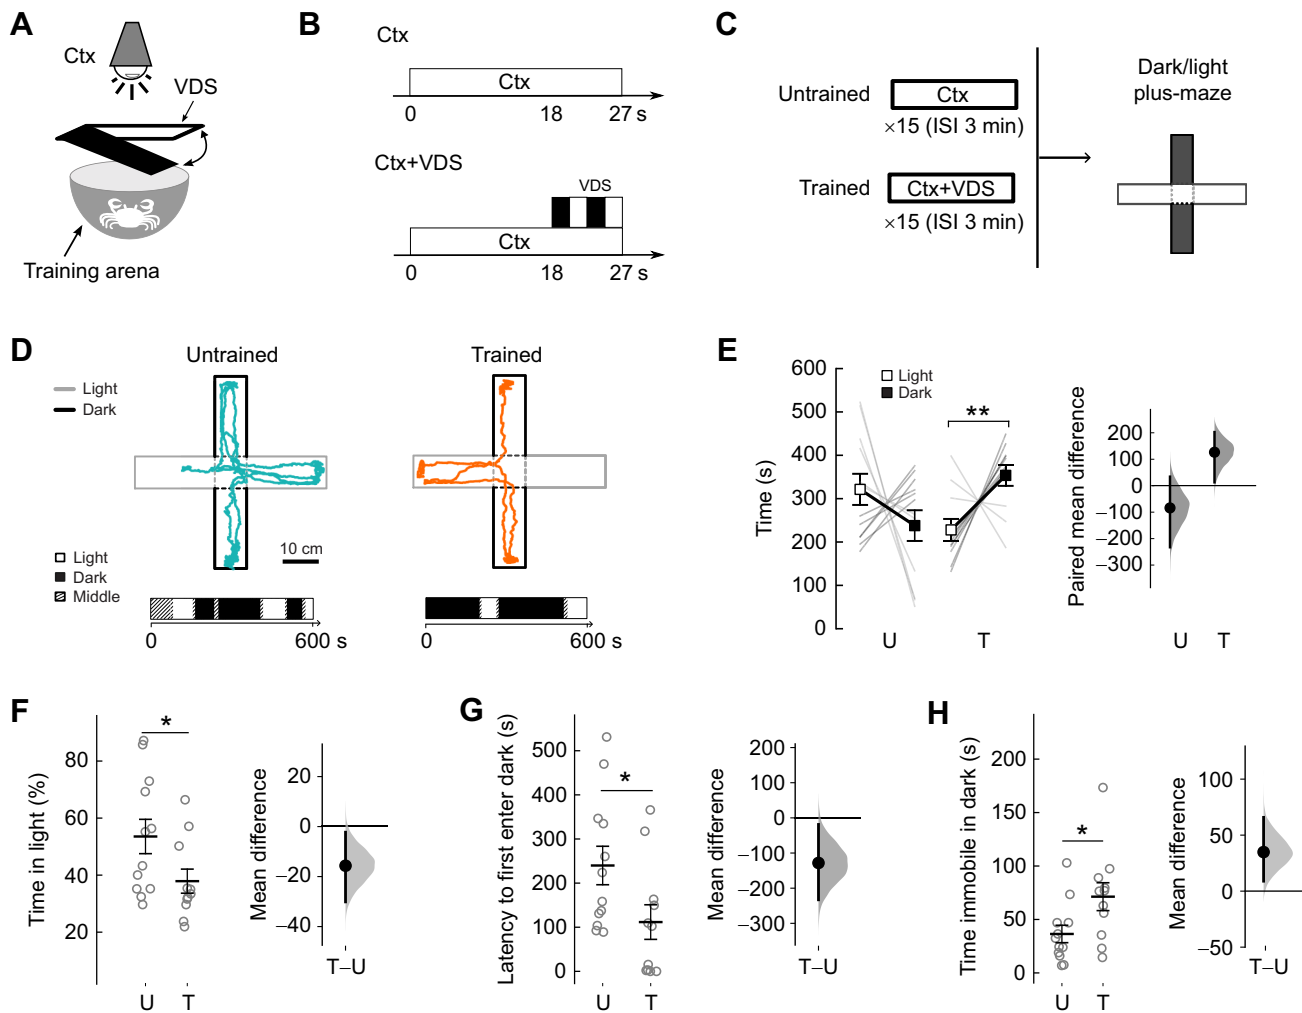 A
Ctx
VDS
Training arena
B
Ctx
Ctx
0 18 27 s
Ctx+VDS
VDS
Ctx
0 18 27 s
C
Untrained
Ctx
×15 (ISI 3 min)
Trained
Ctx+VDS
×15 (ISI 3 min)
Dark/light
plus-maze
D
Untrained
Trained
Light
Dark
10 cm
Light
Dark
Middle
0 600 s
0 600 s
E
Time (s)
600
500
400
300
200
100
0
Light
Dark
**
U T
Paired mean difference
200
100
0
−100
−200
−300
U T
F
Time in light (%)
80
60
40
20
*
U T
Mean difference
20
0
−20
−40
T–U
G
Latency to first enter dark (s)
500
400
300
200
100
0
*
U T
Mean difference
200
100
0
−100
−200
−300
T–U
H
Time immobile in dark (s)
200
150
100
50
0
*
U T
Mean difference
100
50
0
−50
T–U